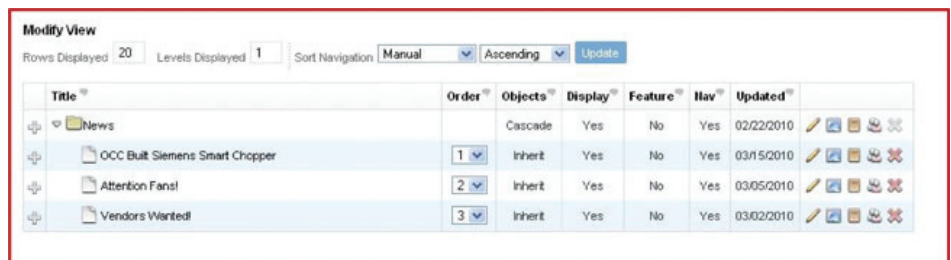 Modify View
Rows Displayed 20 Levels Displayed 1 Sort Navigation Manual Ascending Update
Title Order Objects Display Feature Nav Updated
News Cascade Yes No Yes 02/22/2010
OCC Built Siemens Smart Chopper 1 Inherit Yes No Yes 03/15/2010
Attention Fans! 2 Inherit Yes No Yes 03/05/2010
Vendors Wanted! 3 Inherit Yes No Yes 03/02/2010